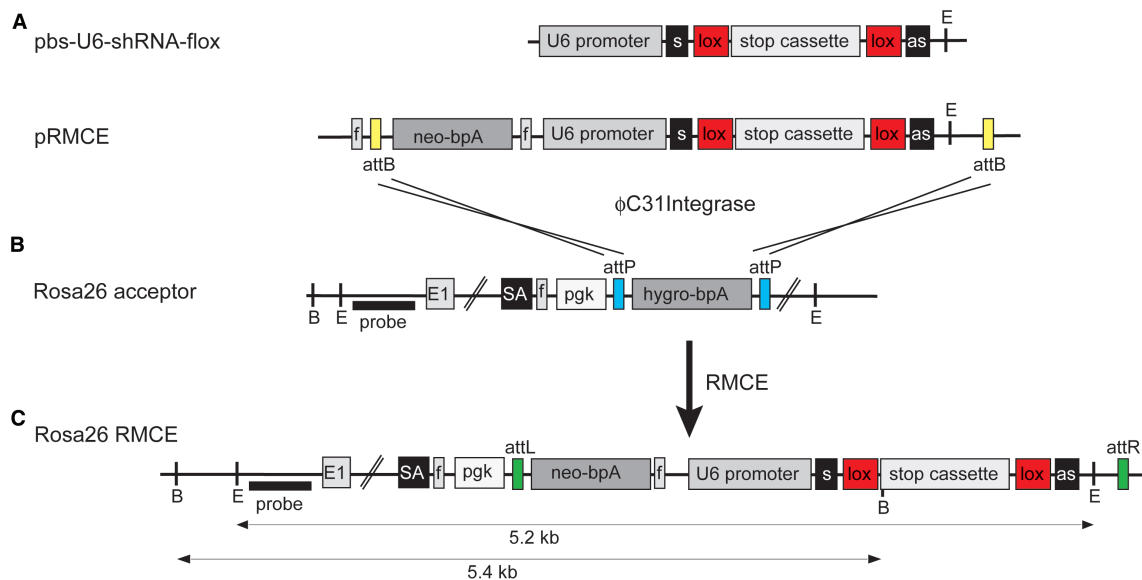 A
pbs-U6-shRNA-flox
E
U6 promoter s lox stop cassette lox as
pRMCE
E
f neo-bpA f U6 promoter s lox stop cassette lox as
attB attB
ϕC31Integrase
B
Rosa26 acceptor
attP attP
E1 SA f pgk hygro-bpA
B E probe E
RMCE
C
Rosa26 RMCE
attL attR
E1 SA f pgk neo-bpA f U6 promoter s lox stop cassette lox as
B E probe B E
5.2 kb
5.4 kb